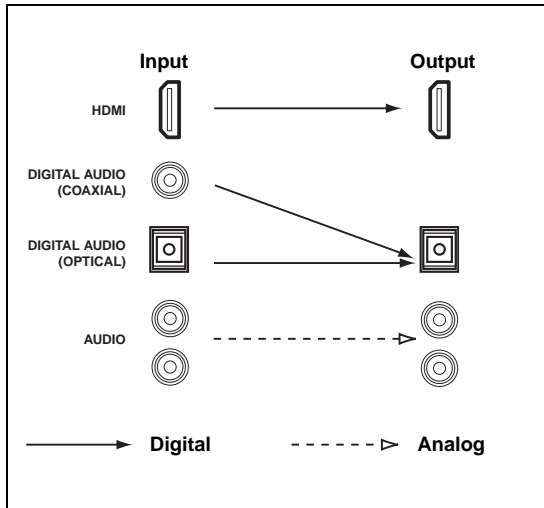 Input
Output
HDMI
DIGITAL AUDIO
(COAXIAL)
DIGITAL AUDIO
(OPTICAL)
AUDIO
Digital
Analog